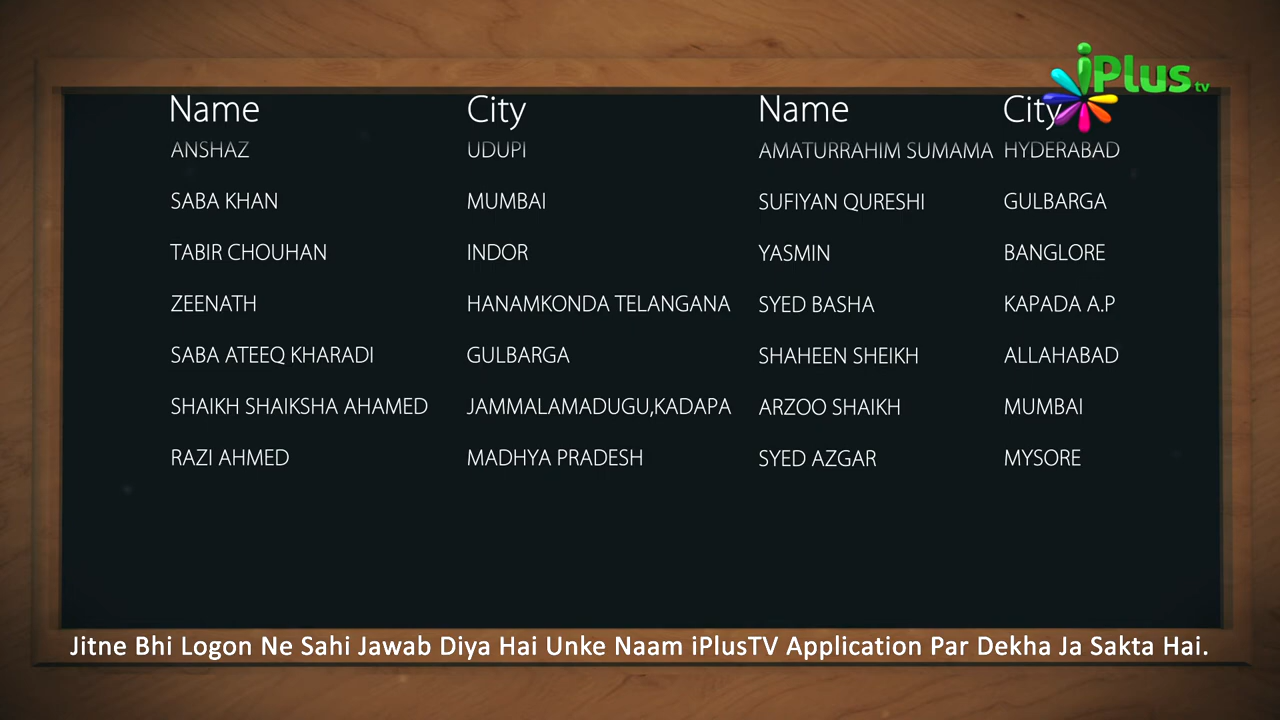 iPlus tv
Name City Name City
ANSHAZ UDUPI AMATURRAHIM SUMAMA HYDERABAD
SABA KHAN MUMBAI SUFIYAN QURESHI GULBARGA
TABIR CHOUHAN INDOR YASMIN BANGLORE
ZEENATH HANAMKONDA TELANGANA SYED BASHA KAPADA A.P
SABA ATEEQ KHARADI GULBARGA SHAHEEN SHEIKH ALLAHABAD
SHAIKH SHAIKSHA AHAMED JAMMALAMADUGU,KADAPA ARZOO SHAIKH MUMBAI
RAZI AHMED MADHYA PRADESH SYED AZGAR MYSORE
Jitne Bhi Logon Ne Sahi Jawab Diya Hai Unke Naam iPlusTV Application Par Dekha Ja Sakta Hai.